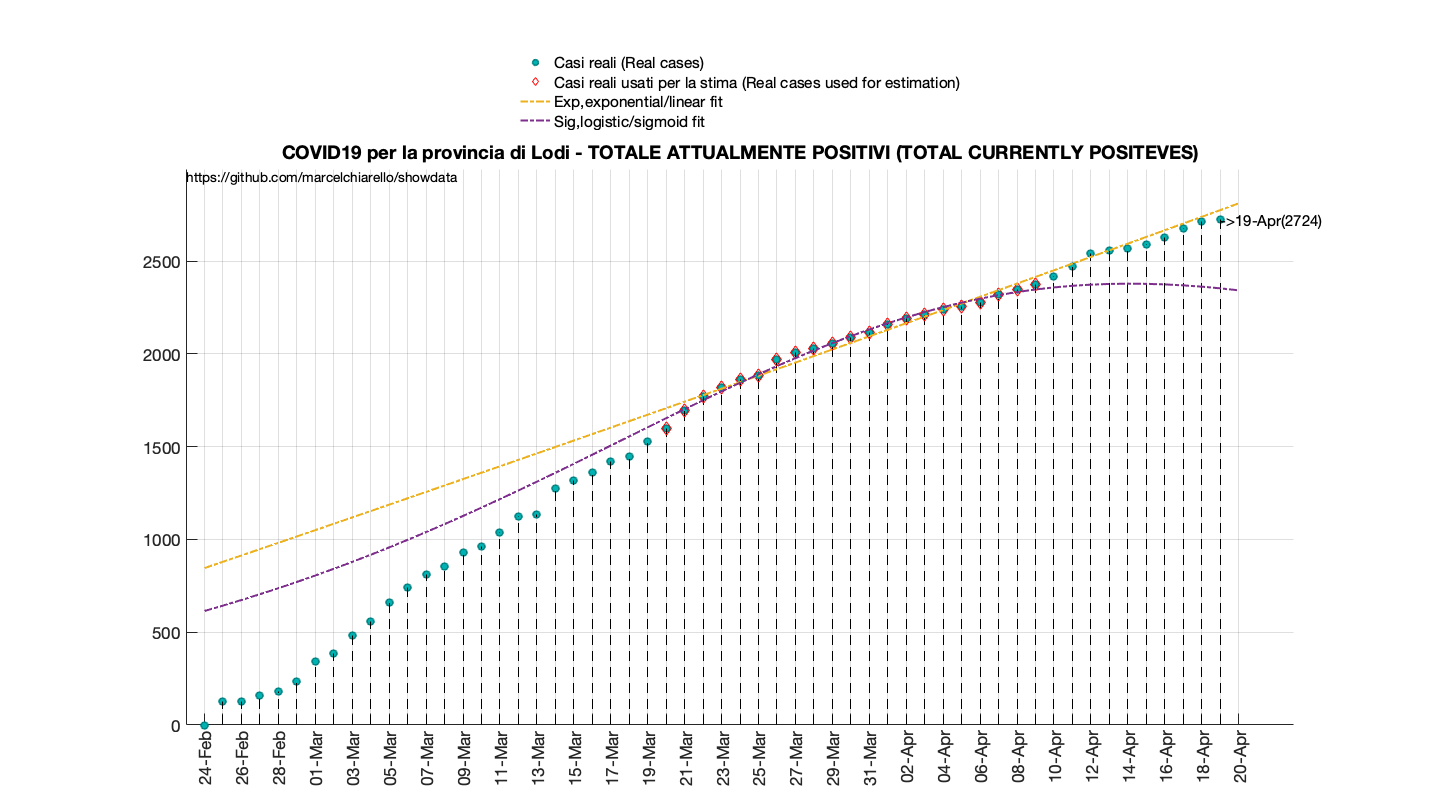 Casi reali (Real cases)
Casi reali usati per la stima (Real cases used for estimation)
Exp,exponential/linear fit
Sig,logistic/sigmoid fit
COVID19 per la provincia di Lodi - TOTALE ATTUALMENTE POSITIVI (TOTAL CURRENTLY POSITEVES)
https://github.com/marcelchiarello/showdata
->19-Apr(2724)
2500
2000
1500
1000
500
0
24-Feb
26-Feb
28-Feb
01-Mar
03-Mar
05-Mar
07-Mar
09-Mar
11-Mar
13-Mar
15-Mar
17-Mar
19-Mar
21-Mar
23-Mar
25-Mar
27-Mar
29-Mar
31-Mar
02-Apr
04-Apr
06-Apr
08-Apr
10-Apr
12-Apr
14-Apr
16-Apr
18-Apr
20-Apr